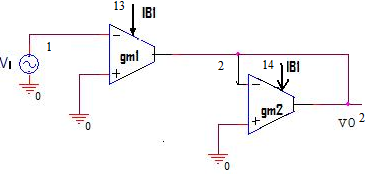 13 IBI
VI 1 − gm1
+ 2 14 IBI
0 −
0 + gm2
VO 2
0